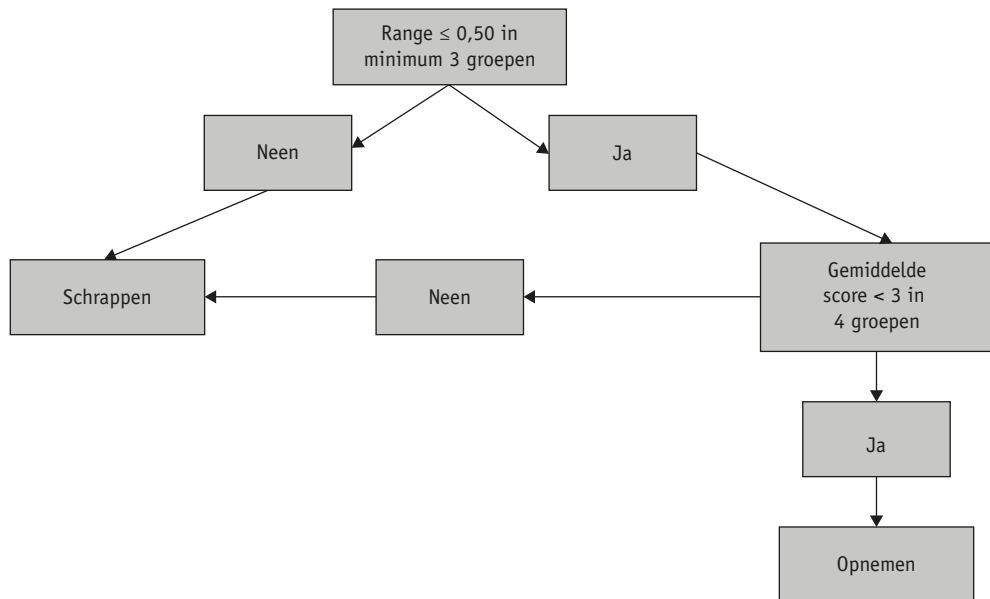 Range ≤ 0,50 in
minimum 3 groepen
Neen
Ja
Schrappen
Neen
Gemiddelde
score < 3 in
4 groepen
Ja
Opnemen